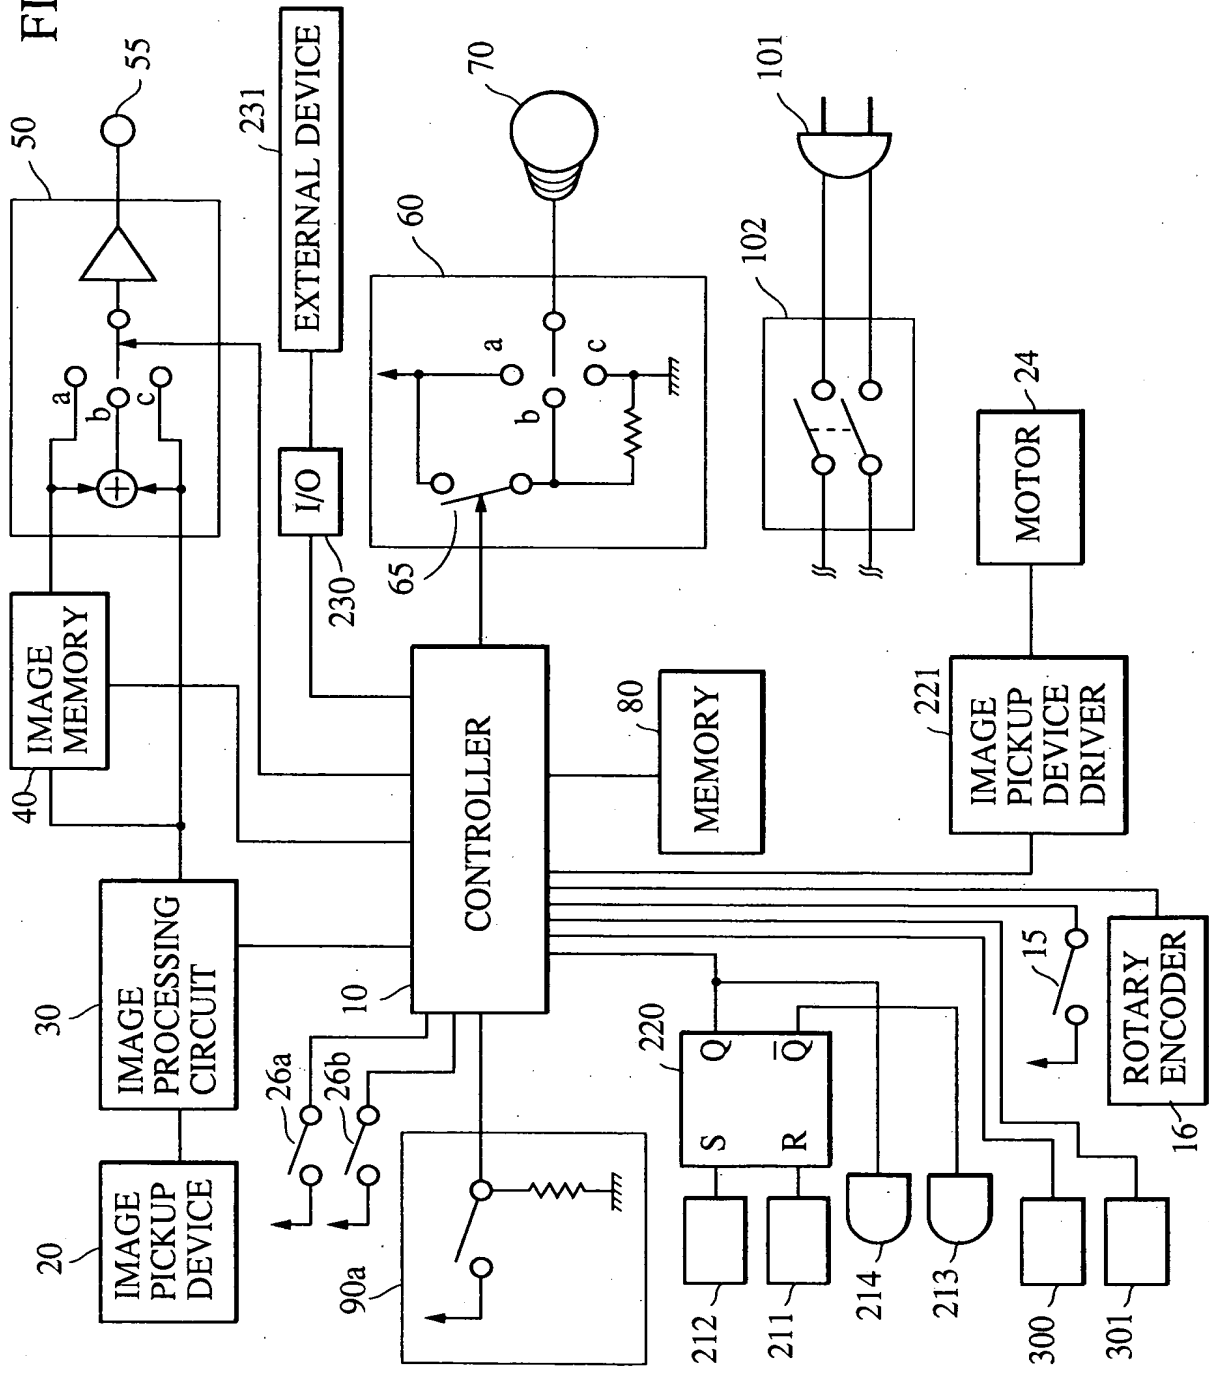 FI
20
IMAGE
PICKUP
DEVICE
30
IMAGE
PROCESSING
CIRCUIT
40
IMAGE
MEMORY
50
a
b
c
55
231
EXTERNAL DEVICE
I/O
230
26a
26b
90a
10
CONTROLLER
60
65
a
b
c
70
80
MEMORY
101
102
212
211
S
R
Q
Q̅
220
214
213
300
301
15
16
ROTARY
ENCODER
221
IMAGE
PICKUP
DEVICE
DRIVER
24
MOTOR